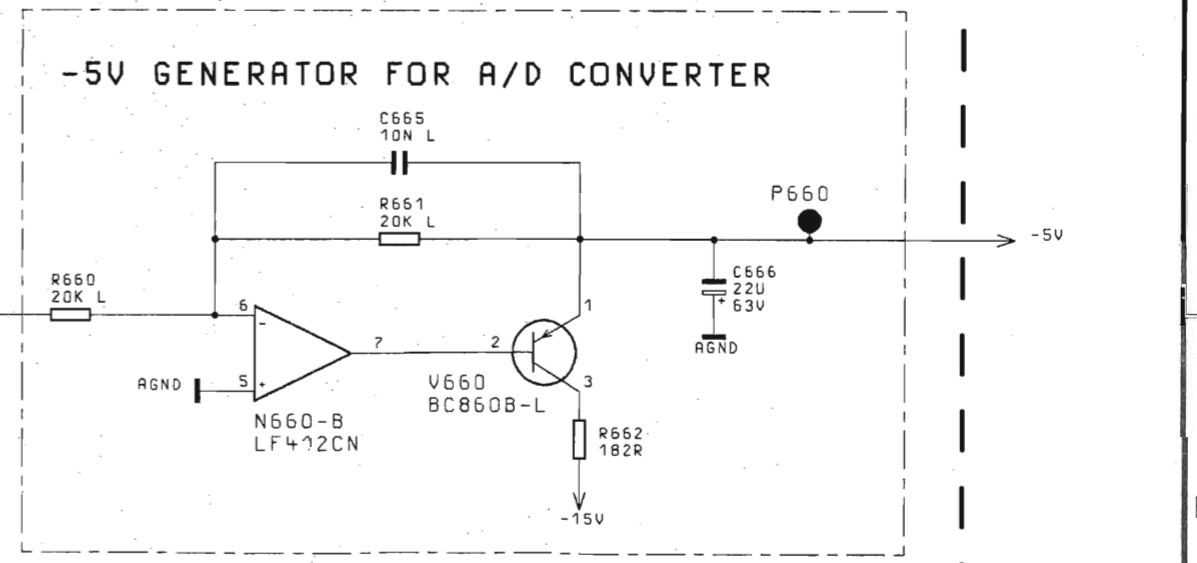 -5V GENERATOR FOR A/D CONVERTER
C665
10N L
P660
R661
20K L
-5V
R660
20K L
C666
22U
+
63V
6
-
1
7
2
AGND
AGND
5
+
V660
BC860B-L
3
N660-B
R662
182R
-15V